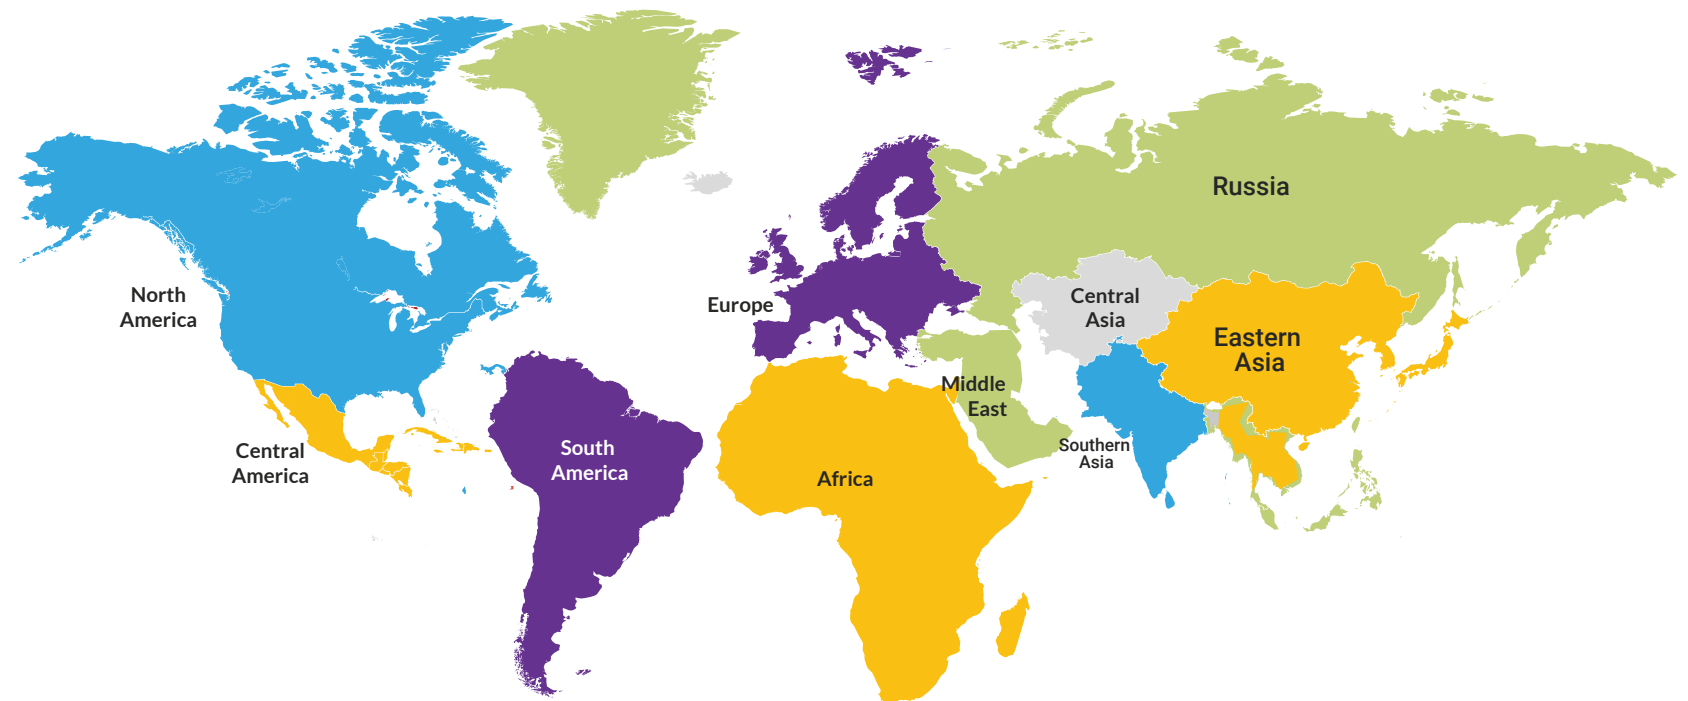 Russia
North
America
Europe
Central
Asia
Eastern
Asia
Middle
East
Central
America
South
America
Southern
Asia
Africa